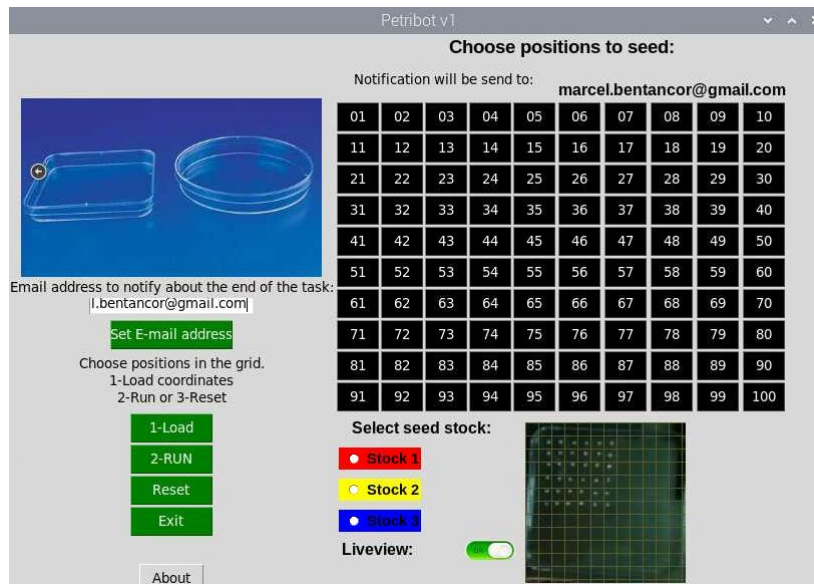 Petribot v1
Choose positions to seed:
Notification will be send to:
marcel.bentancor@gmail.com
01 02 03 04 05 06 07 08 09 10
11 12 13 14 15 16 17 18 19 20
21 22 23 24 25 26 27 28 29 30
31 32 33 34 35 36 37 38 39 40
41 42 43 44 45 46 47 48 49 50
51 52 53 54 55 56 57 58 59 60
61 62 63 64 65 66 67 68 69 70
71 72 73 74 75 76 77 78 79 80
81 82 83 84 85 86 87 88 89 90
91 92 93 94 95 96 97 98 99 100
Email address to notify about the end of the task:
l.bentancor@gmail.com
Set E-mail address
Choose positions in the grid.
1-Load coordinates
2-Run or 3-Reset
1-Load
2-RUN
Reset
Exit
About
Select seed stock:
Stock 1
Stock 2
Stock 3
Liveview:
ON